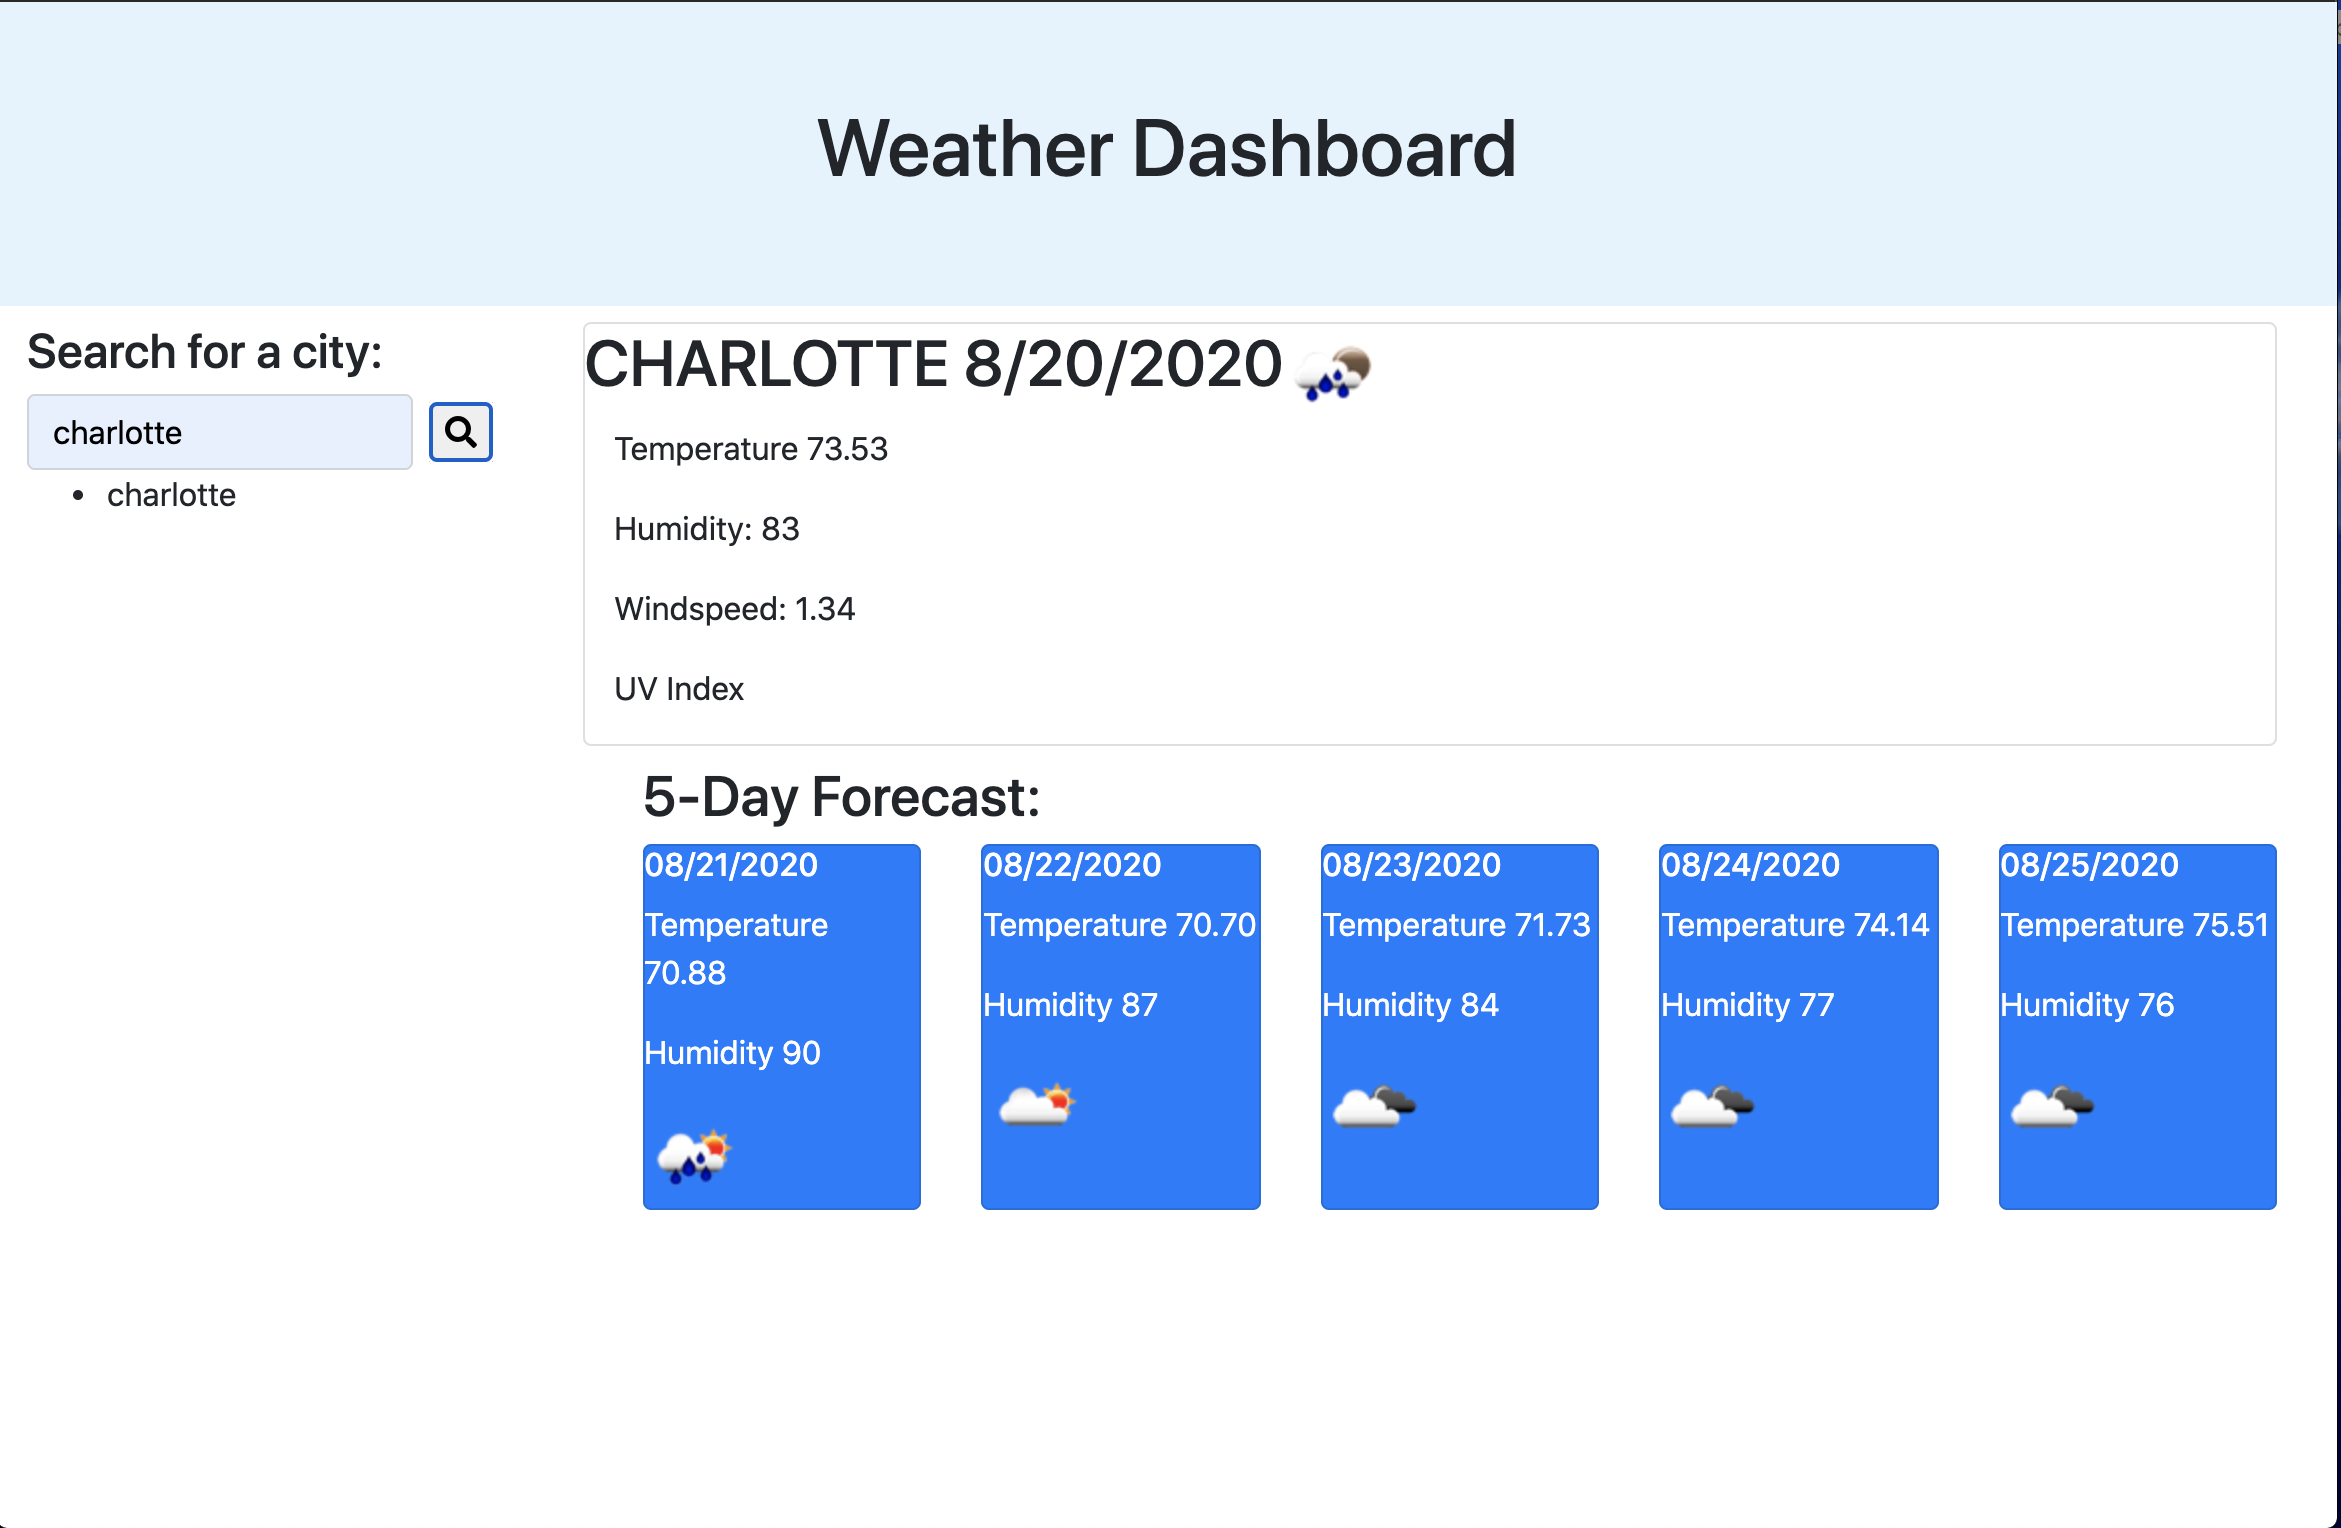 Weather Dashboard
Search for a city:
charlotte
charlotte
CHARLOTTE 8/20/2020
Temperature 73.53
Humidity: 83
Windspeed: 1.34
UV Index
5-Day Forecast:
08/21/2020
Temperature
70.88
Humidity 90
08/22/2020
Temperature 70.70
Humidity 87
08/23/2020
Temperature 71.73
Humidity 84
08/24/2020
Temperature 74.14
Humidity 77
08/25/2020
Temperature 75.51
Humidity 76